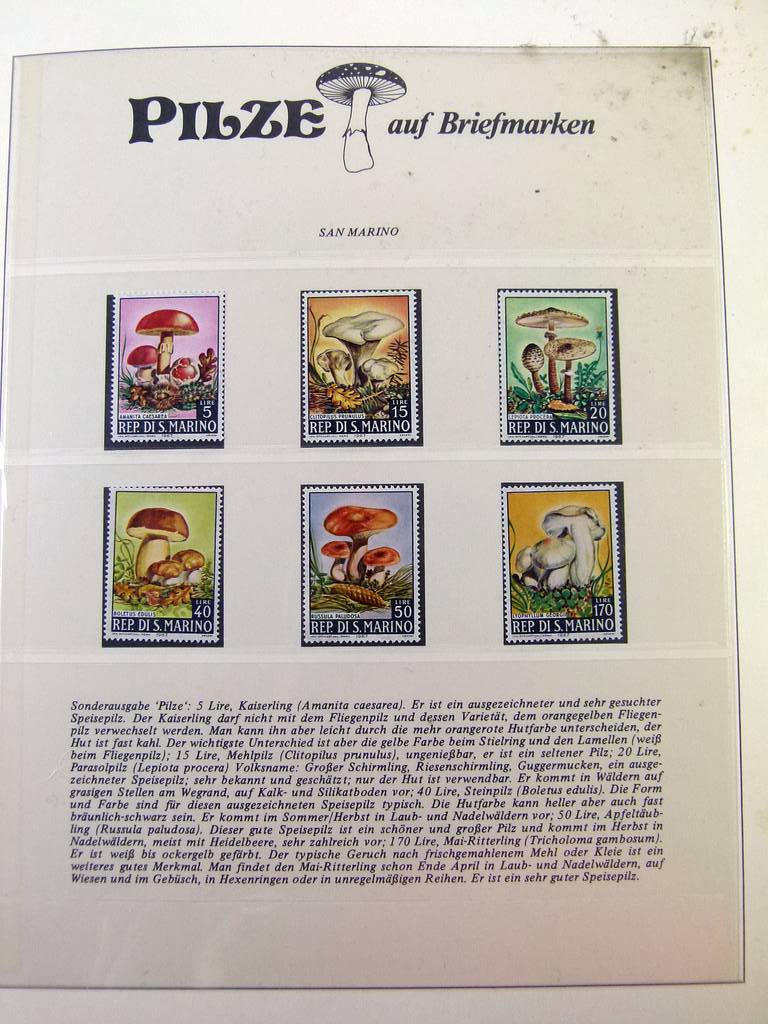 PILZE auf Briefmarken
SAN MARINO
AMANITA CAESAREA LIRE 5
REP. DI S. MARINO
1967
CLITOPILUS PRUNULUS LIRE 15
REP. DI S. MARINO
1967
LEPIOTA PROCERA LIRE 20
REP. DI S. MARINO
1967
BOLETUS EDULIS LIRE 40
REP. DI S. MARINO
1967
RUSSULA PALUDOSA LIRE 50
REP. DI S. MARINO
1967
LYOPHYLLUM GEORGII LIRE 170
REP. DI S. MARINO
1967
Sonderausgabe 'Pilze': 5 Lire, Kaiserling (Amanita caesarea). Er ist ein ausgezeichneter und sehr gesuchter
Speisepilz. Der Kaiserling darf nicht mit dem Fliegenpilz und dessen Varietät, dem orangegelben Fliegen-
pilz verwechselt werden. Man kann ihn aber leicht durch die mehr orangerote Hutfarbe unterscheiden, der
Hut ist fast kahl. Der wichtigste Unterschied ist aber die gelbe Farbe beim Stielring und den Lamellen (weiß
beim Fliegenpilz); 15 Lire, Mehlpilz (Clitopilus prunulus), ungenießbar, er ist ein seltener Pilz; 20 Lire,
Parasolpilz (Lepiota procera) Volksname: Großer Schirmling, Riesenschirmling, Guggermucken, ein ausge-
zeichneter Speisepilz; sehr bekannt und geschätzt; nur der Hut ist verwendbar. Er kommt in Wäldern auf
grasigen Stellen am Wegrand, auf Kalk- und Silikatboden vor; 40 Lire, Steinpilz (Boletus edulis). Die Form
und Farbe sind für diesen ausgezeichneten Speisepilz typisch. Die Hutfarbe kann heller aber auch fast
bräunlich-schwarz sein. Er kommt im Sommer/Herbst in Laub- und Nadelwäldern vor; 50 Lire, Apfeltäub-
ling (Russula paludosa). Dieser gute Speisepilz ist ein schöner und großer Pilz und kommt im Herbst in
Nadelwäldern, meist mit Heidelbeere, sehr zahlreich vor; 170 Lire, Mai-Ritterling (Tricholoma gambosum).
Er ist weiß bis ockergelb gefärbt. Der typische Geruch nach frischgemahlenem Mehl oder Kleie ist ein
weiteres gutes Merkmal. Man findet den Mai-Ritterling schon Ende April in Laub- und Nadelwäldern, auf
Wiesen und im Gebüsch, in Hexenringen oder in unregelmäßigen Reihen. Er ist ein sehr guter Speisepilz.